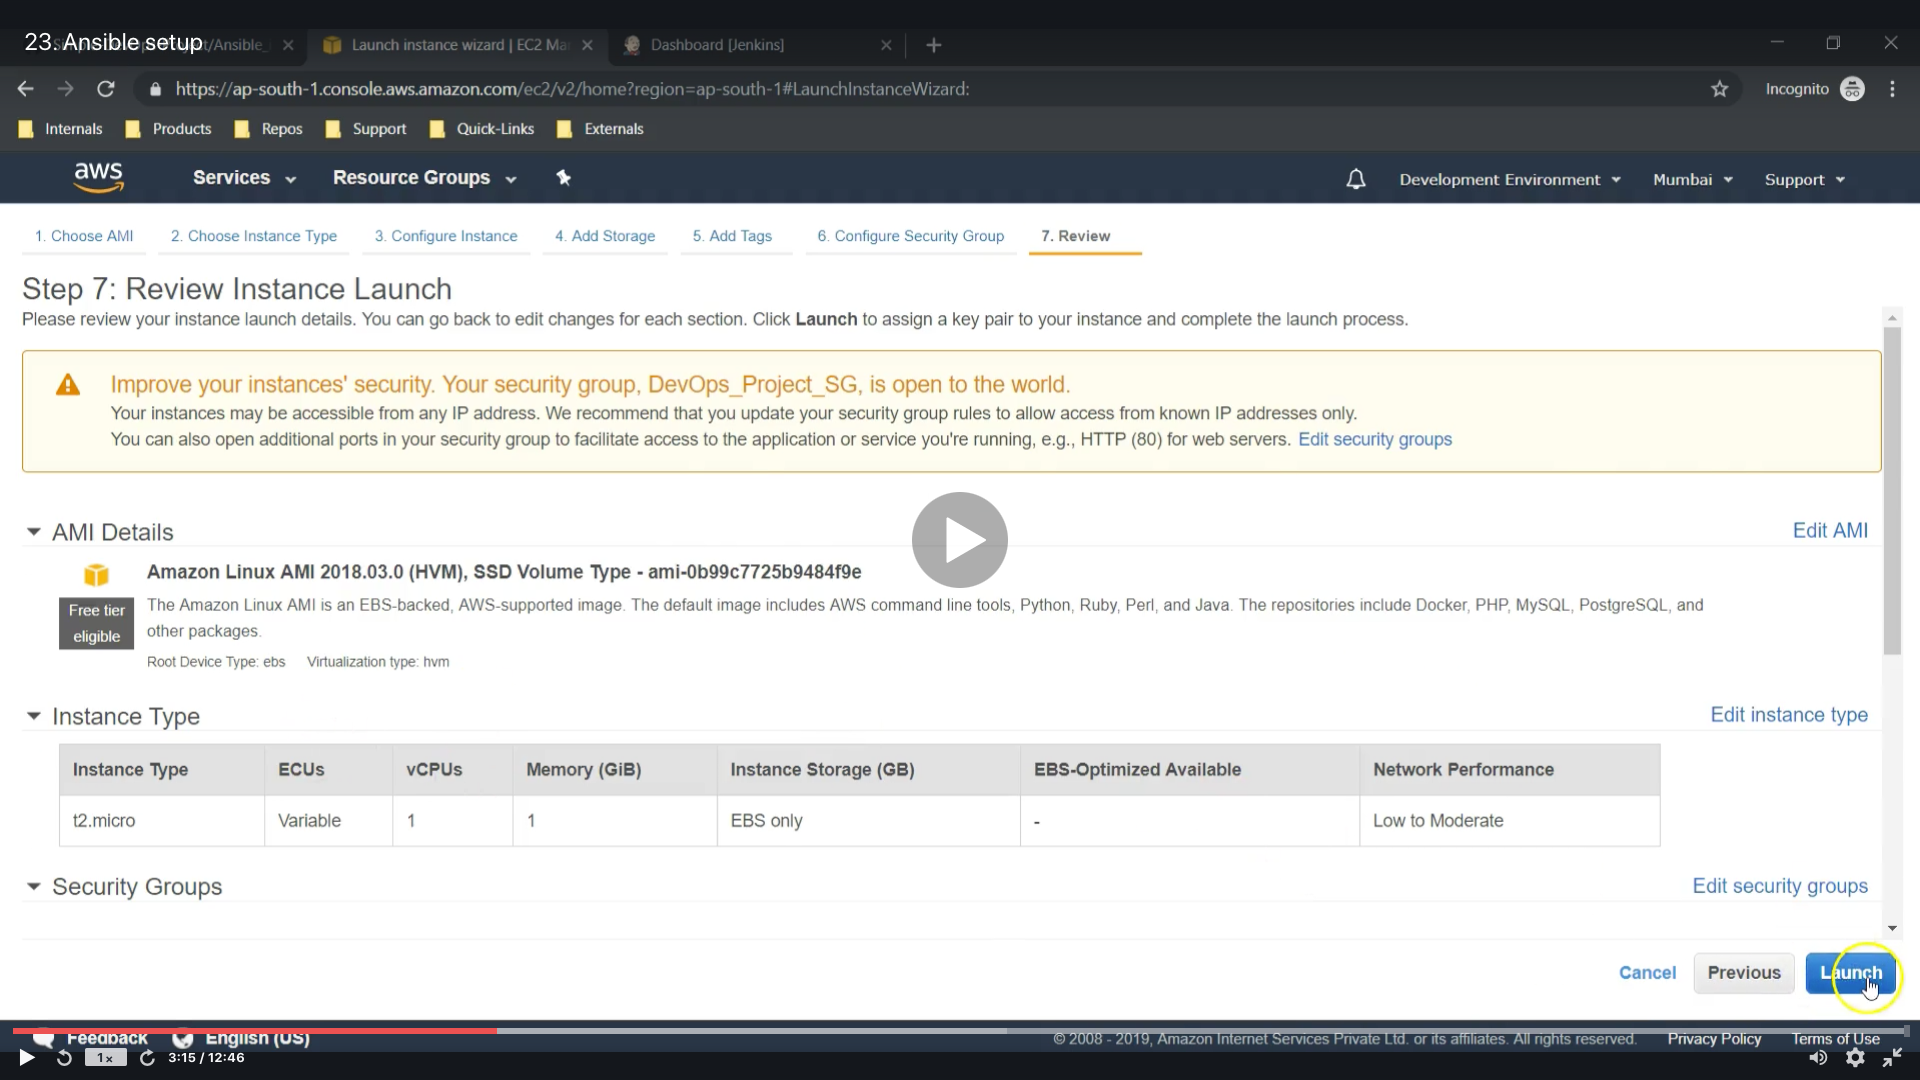 23. Ansible setup
Launch instance wizard | EC2 Ma
Dashboard [Jenkins]
https://ap-south-1.console.aws.amazon.com/ec2/v2/home?region=ap-south-1#LaunchInstanceWizard:
Incognito
Internals
Products
Repos
Support
Quick-Links
Externals
aws
Services
Resource Groups
Development Environment
Mumbai
Support
1. Choose AMI
2. Choose Instance Type
3. Configure Instance
4. Add Storage
5. Add Tags
6. Configure Security Group
7. Review
Step 7: Review Instance Launch
Please review your instance launch details. You can go back to edit changes for each section. Click Launch to assign a key pair to your instance and complete the launch process.
Improve your instances' security. Your security group, DevOps_Project_SG, is open to the world.
Your instances may be accessible from any IP address. We recommend that you update your security group rules to allow access from known IP addresses only.
You can also open additional ports in your security group to facilitate access to the application or service you're running, e.g., HTTP (80) for web servers. Edit security groups
AMI Details
Edit AMI
Amazon Linux AMI 2018.03.0 (HVM), SSD Volume Type - ami-0b99c7725b9484f9e
Free tier
eligible
The Amazon Linux AMI is an EBS-backed, AWS-supported image. The default image includes AWS command line tools, Python, Ruby, Perl, and Java. The repositories include Docker, PHP, MySQL, PostgreSQL, and
other packages.
Root Device Type: ebs Virtualization type: hvm
Instance Type
Edit instance type
Instance Type ECUs vCPUs Memory (GiB) Instance Storage (GB) EBS-Optimized Available Network Performance
t2.micro Variable 1 1 EBS only - Low to Moderate
Security Groups
Edit security groups
Cancel
Previous
Launch
Feedback
English (US)
© 2008 - 2019, Amazon Internet Services Private Ltd. or its affiliates. All rights reserved.
Privacy Policy
Terms of Use
1x
3:15 / 12:46